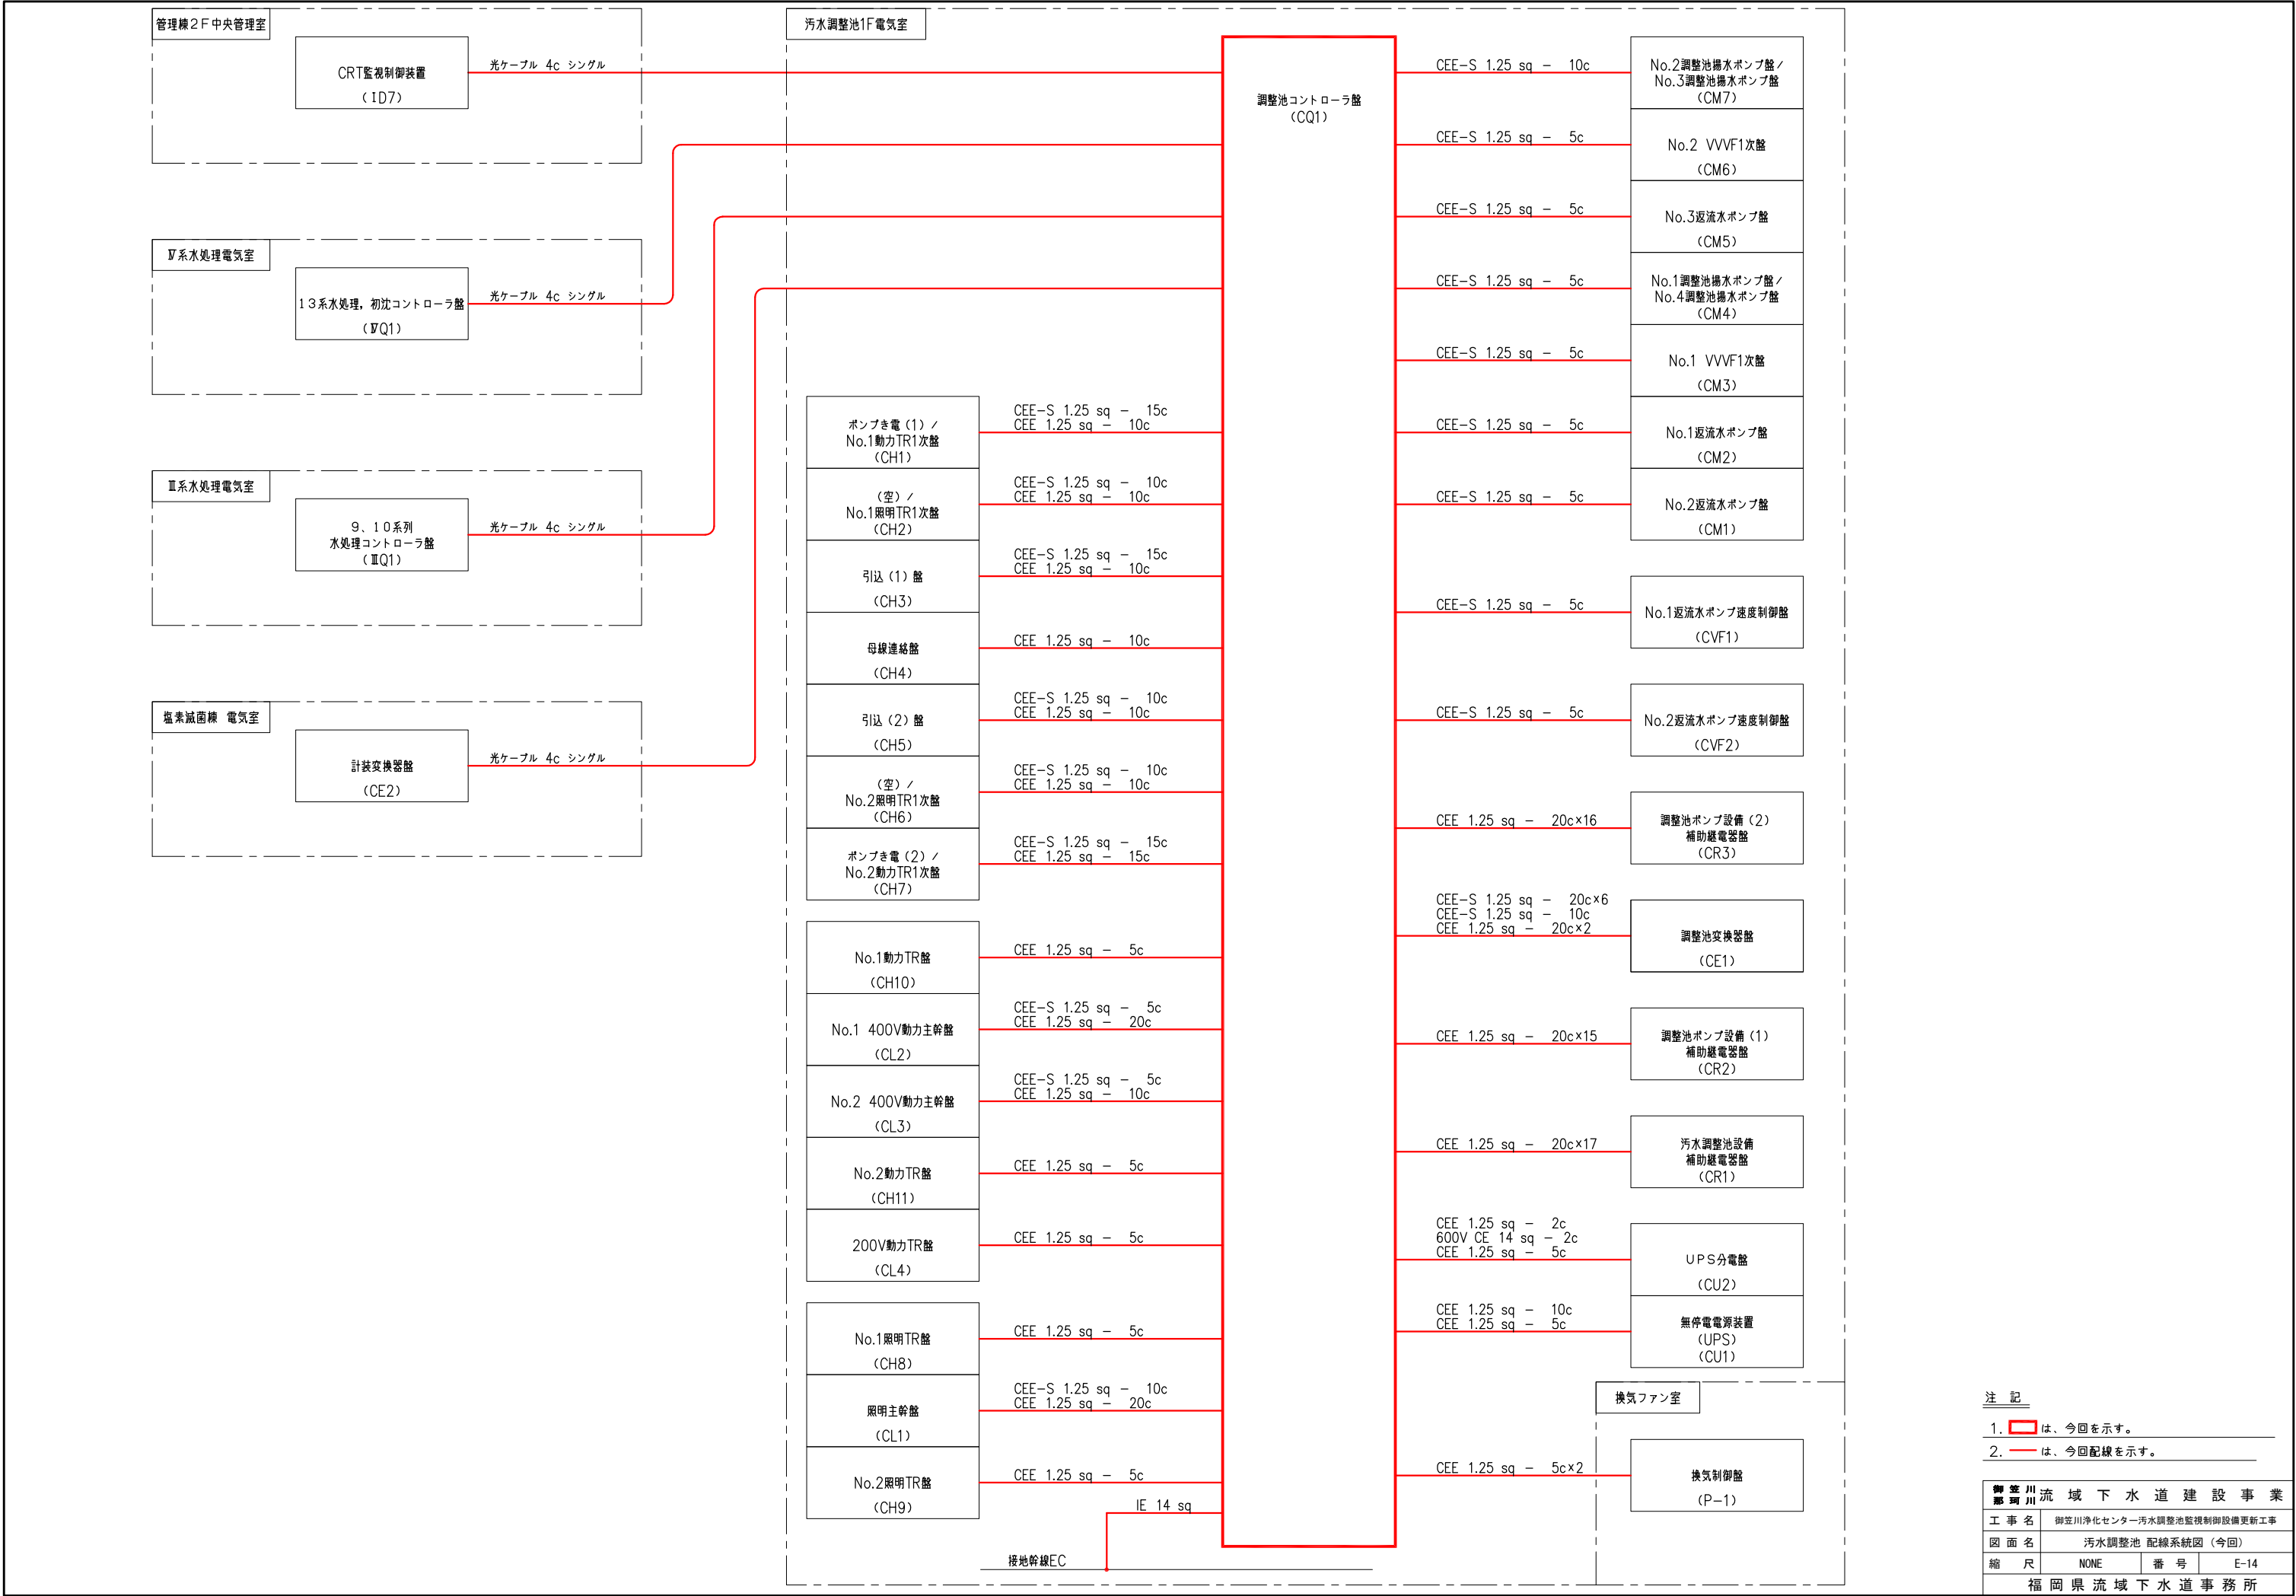 管理棟2F中央管理室
CRT監視制御装置
(ID7)
光ケーブル 4c シングル
Ⅳ系水処理電気室
13系水処理, 初沈コントローラ盤
(ⅣQ1)
光ケーブル 4c シングル
Ⅲ系水処理電気室
9、10系列
水処理コントローラ盤
(ⅢQ1)
光ケーブル 4c シングル
塩素滅菌棟 電気室
計装変換器盤
(CE2)
光ケーブル 4c シングル
汚水調整池1F電気室
調整池コントローラ盤
(CQ1)
ポンプき電(1)/
No.1動力TR1次盤
(CH1)
CEE-S 1.25 sq - 15c
CEE 1.25 sq - 10c
(空)/
No.1照明TR1次盤
(CH2)
CEE-S 1.25 sq - 10c
CEE 1.25 sq - 10c
引込(1)盤
(CH3)
CEE-S 1.25 sq - 15c
CEE 1.25 sq - 10c
母線連絡盤
(CH4)
CEE 1.25 sq - 10c
引込(2)盤
(CH5)
CEE-S 1.25 sq - 10c
CEE 1.25 sq - 10c
(空)/
No.2照明TR1次盤
(CH6)
CEE-S 1.25 sq - 10c
CEE 1.25 sq - 10c
ポンプき電(2)/
No.2動力TR1次盤
(CH7)
CEE-S 1.25 sq - 15c
CEE 1.25 sq - 15c
No.1動力TR盤
(CH10)
CEE 1.25 sq - 5c
No.1 400V動力主幹盤
(CL2)
CEE-S 1.25 sq - 5c
CEE 1.25 sq - 20c
No.2 400V動力主幹盤
(CL3)
CEE-S 1.25 sq - 5c
CEE 1.25 sq - 10c
No.2動力TR盤
(CH11)
CEE 1.25 sq - 5c
200V動力TR盤
(CL4)
CEE 1.25 sq - 5c
No.1照明TR盤
(CH8)
CEE 1.25 sq - 5c
照明主幹盤
(CL1)
CEE-S 1.25 sq - 10c
CEE 1.25 sq - 20c
No.2照明TR盤
(CH9)
CEE 1.25 sq - 5c
IE 14 sq
接地幹線EC
CEE-S 1.25 sq - 10c
No.2調整池揚水ポンプ盤/
No.3調整池揚水ポンプ盤
(CM7)
CEE-S 1.25 sq - 5c
No.2 VVVF1次盤
(CM6)
CEE-S 1.25 sq - 5c
No.3返流水ポンプ盤
(CM5)
CEE-S 1.25 sq - 5c
No.1調整池揚水ポンプ盤/
No.4調整池揚水ポンプ盤
(CM4)
CEE-S 1.25 sq - 5c
No.1 VVVF1次盤
(CM3)
CEE-S 1.25 sq - 5c
No.1返流水ポンプ盤
(CM2)
CEE-S 1.25 sq - 5c
No.2返流水ポンプ盤
(CM1)
CEE-S 1.25 sq - 5c
No.1返流水ポンプ速度制御盤
(CVF1)
CEE-S 1.25 sq - 5c
No.2返流水ポンプ速度制御盤
(CVF2)
CEE 1.25 sq - 20c×16
調整池ポンプ設備(2)
補助継電器盤
(CR3)
CEE-S 1.25 sq - 20c×6
CEE-S 1.25 sq - 10c
CEE 1.25 sq - 20c×2
調整池変換器盤
(CE1)
CEE 1.25 sq - 20c×15
調整池ポンプ設備(1)
補助継電器盤
(CR2)
CEE 1.25 sq - 20c×17
汚水調整池設備
補助継電器盤
(CR1)
CEE 1.25 sq - 2c
600V CE 14 sq - 2c
CEE 1.25 sq - 5c
UPS分電盤
(CU2)
CEE 1.25 sq - 10c
CEE 1.25 sq - 5c
無停電電源装置
(UPS)
(CU1)
換気ファン室
CEE 1.25 sq - 5c×2
換気制御盤
(P-1)
注 記
1. は、今回を示す。
2. は、今回配線を示す。
御笠川
那珂川 流域下水道建設事業
工事名 御笠川浄化センター汚水調整池監視制御設備更新工事
図面名 汚水調整池 配線系統図(今回)
縮 尺 NONE 番 号 E-14
福岡県流域下水道事務所